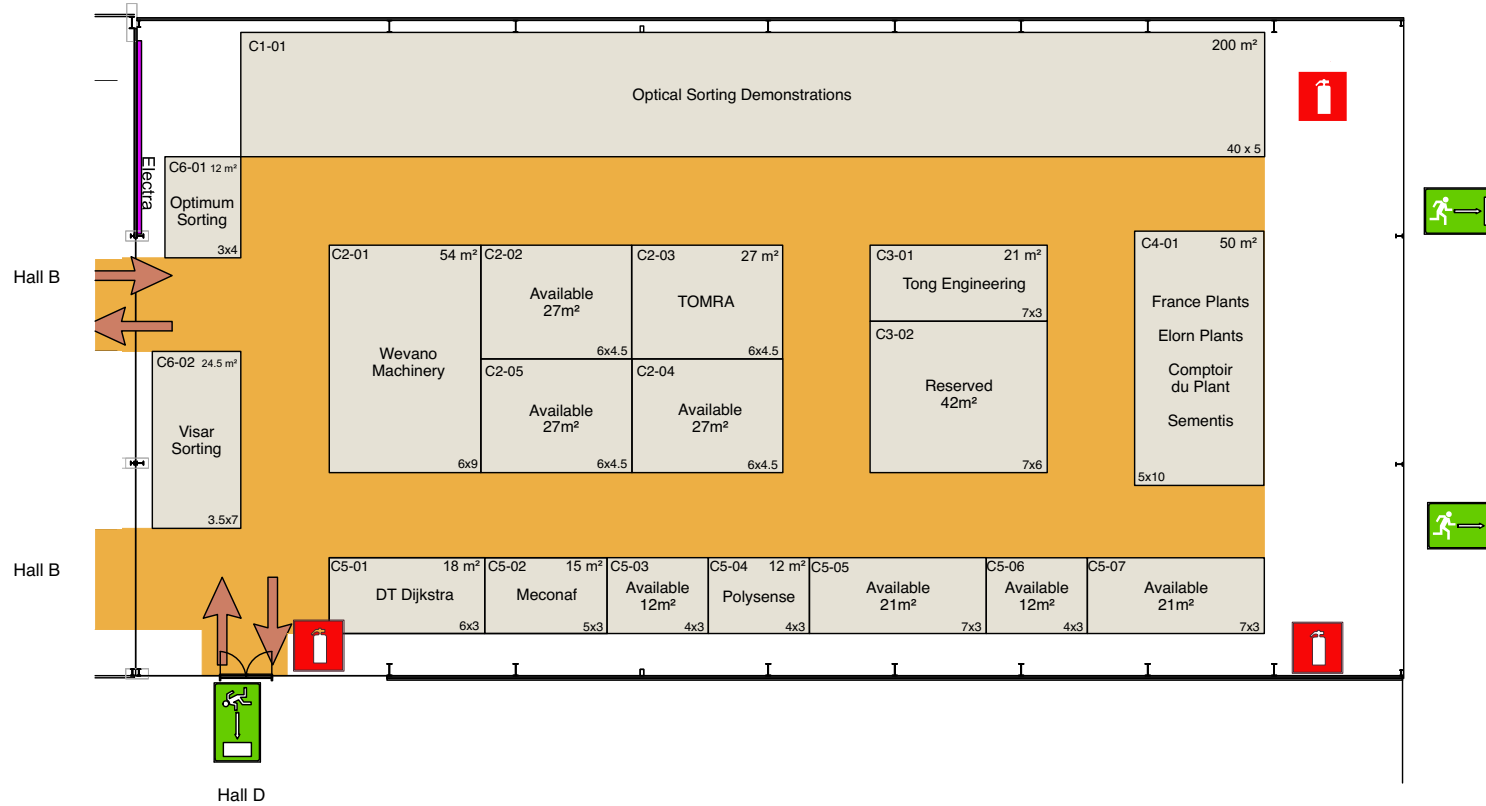 C1-01
200 m²
Optical Sorting Demonstrations
40 x 5
Electra
C6-01 12 m²
Optimum
Sorting
3x4
Hall B
C2-01 54 m²
Wevano
Machinery
6x9
C2-02
Available
27m²
6x4.5
C2-03 27 m²
TOMRA
6x4.5
C2-05
Available
27m²
6x4.5
C2-04
Available
27m²
6x4.5
C3-01 21 m²
Tong Engineering
7x3
C3-02
Reserved
42m²
7x6
C4-01 50 m²
France Plants
Elorn Plants
Comptoir
du Plant
Sementis
5x10
C6-02 24.5 m²
Visar
Sorting
3.5x7
Hall B
C5-01 18 m²
DT Dijkstra
6x3
C5-02 15 m²
Meconaf
5x3
C5-03
Available
12m²
4x3
C5-04 12 m²
Polysense
4x3
C5-05
Available
21m²
7x3
C5-06
Available
12m²
4x3
C5-07
Available
21m²
7x3
Hall D